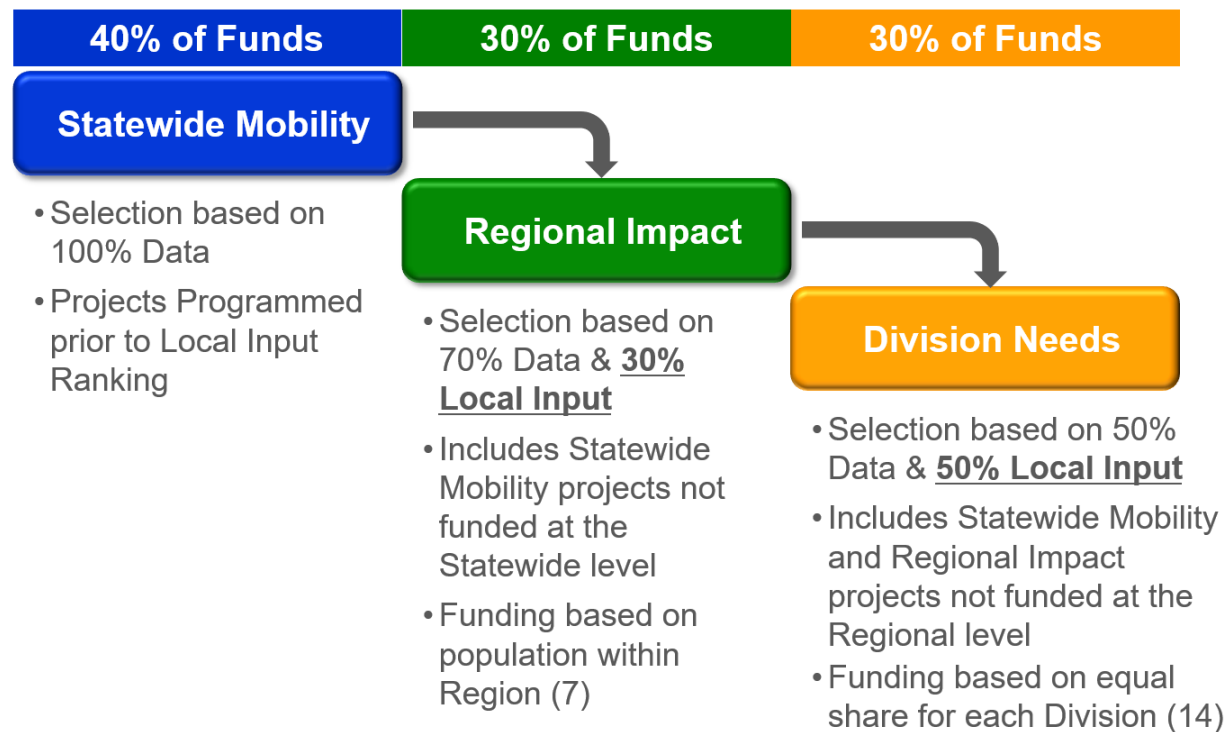 40% of Funds
30% of Funds
30% of Funds
Statewide Mobility
• Selection based on
100% Data
• Projects Programmed
prior to Local Input
Ranking
Regional Impact
• Selection based on
70% Data & 30%
Local Input
• Includes Statewide
Mobility projects not
funded at the
Statewide level
• Funding based on
population within
Region (7)
Division Needs
• Selection based on 50%
Data & 50% Local Input
• Includes Statewide Mobility
and Regional Impact
projects not funded at the
Regional level
• Funding based on equal
share for each Division (14)